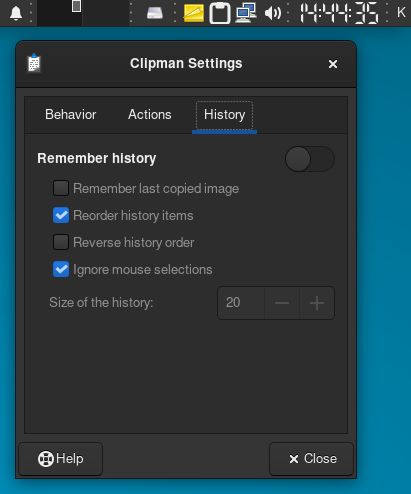 14:44:35
K
Clipman Settings
Behavior
Actions
History
Remember history
Remember last copied image
Reorder history items
Reverse history order
Ignore mouse selections
Size of the history:
20
Help
Close